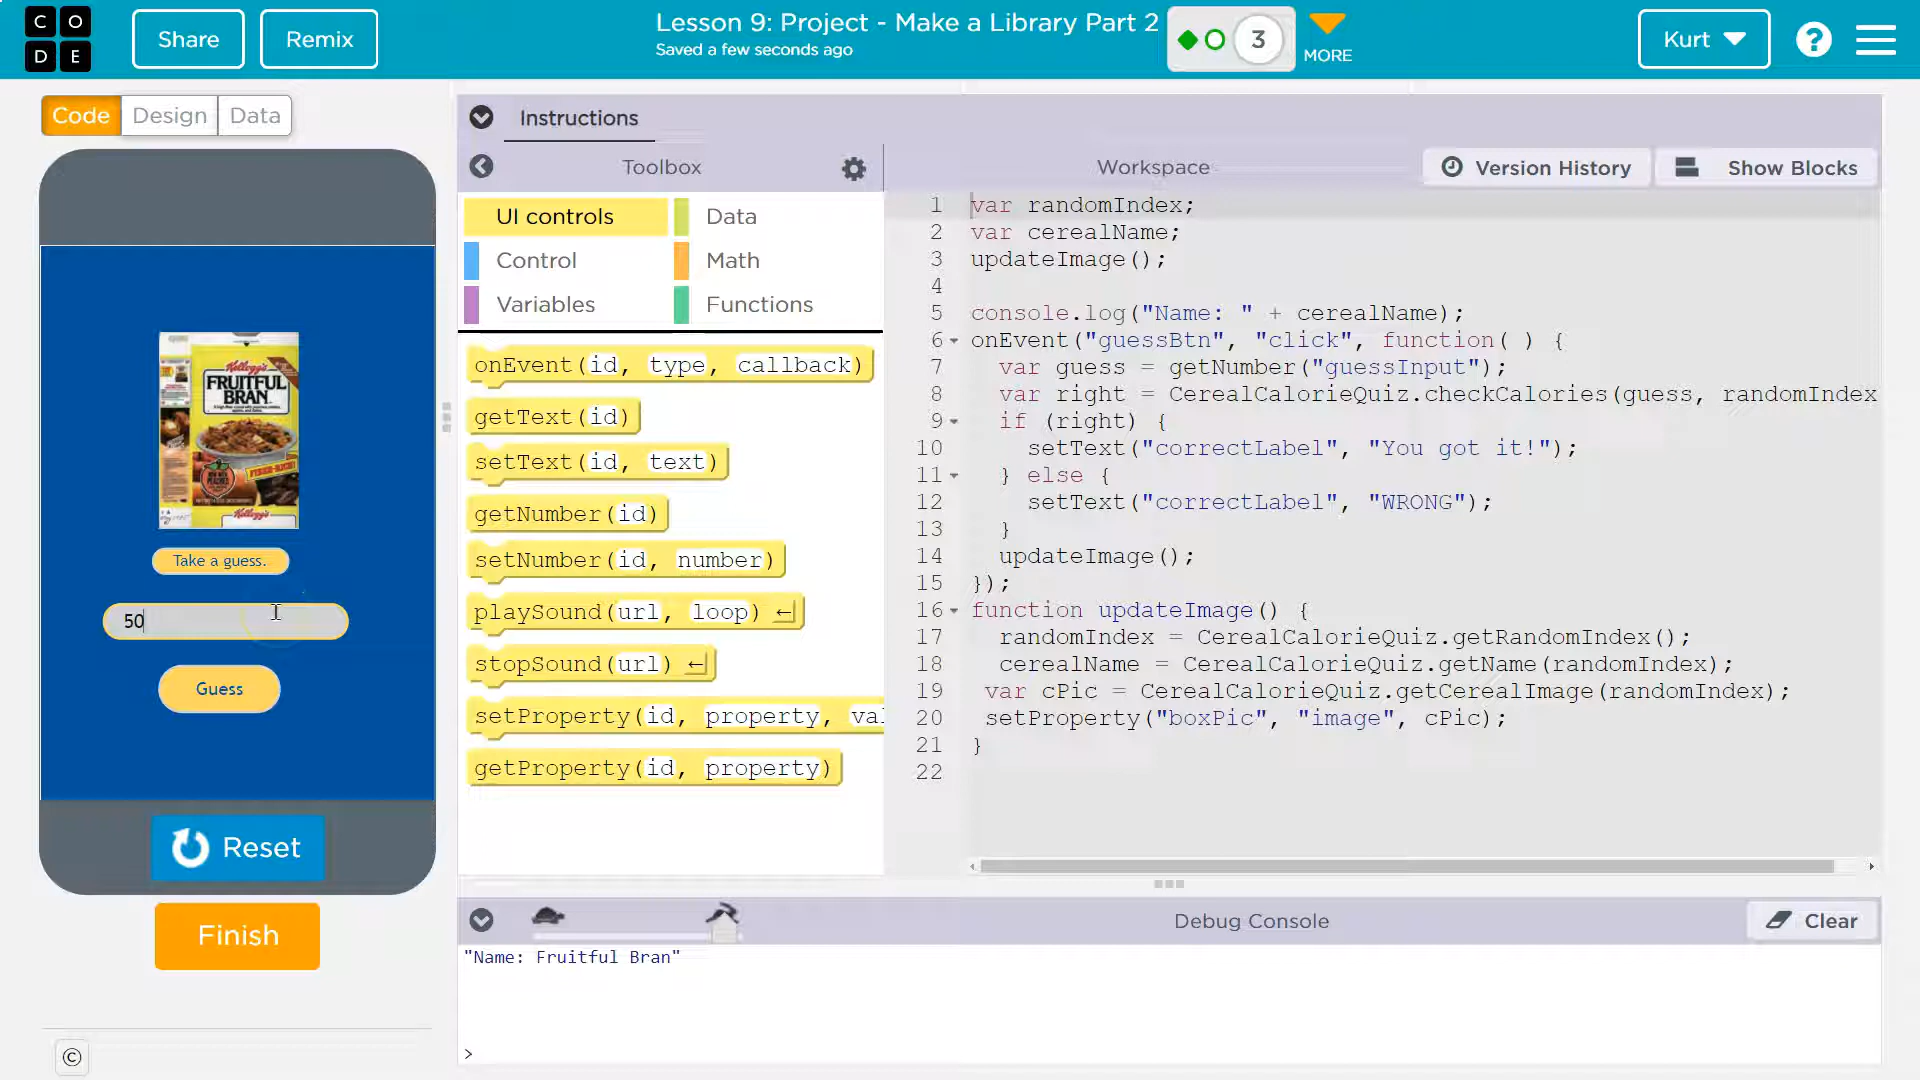 C O
D E
Share
Remix
Lesson 9: Project - Make a Library Part 2
Saved a few seconds ago
3
MORE
Kurt
?
Code
Design
Data
Instructions
Toolbox
Workspace
Version History
Show Blocks
UI controls
Data
Control
Math
Variables
Functions
onEvent(id, type, callback)
getText(id)
setText(id, text)
getNumber(id)
setNumber(id, number)
playSound(url, loop)
stopSound(url)
setProperty(id, property, val
getProperty(id, property)
1 var randomIndex;
2 var cerealName;
3 updateImage();
4
5 console.log("Name: " + cerealName);
6 onEvent("guessBtn", "click", function( ) {
7 var guess = getNumber("guessInput");
8 var right = CerealCalorieQuiz.checkCalories(guess, randomIndex
9 if (right) {
10 setText("correctLabel", "You got it!");
11 } else {
12 setText("correctLabel", "WRONG");
13 }
14 updateImage();
15 });
16 function updateImage() {
17 randomIndex = CerealCalorieQuiz.getRandomIndex();
18 cerealName = CerealCalorieQuiz.getName(randomIndex);
19 var cPic = CerealCalorieQuiz.getCerealImage(randomIndex);
20 setProperty("boxPic", "image", cPic);
21 }
22
Kellogg's
FRUITFUL
BRAN
FIBER-RICH!
Kellogg's
Take a guess.
50
Guess
Reset
Finish
©
Debug Console
Clear
"Name: Fruitful Bran"
>